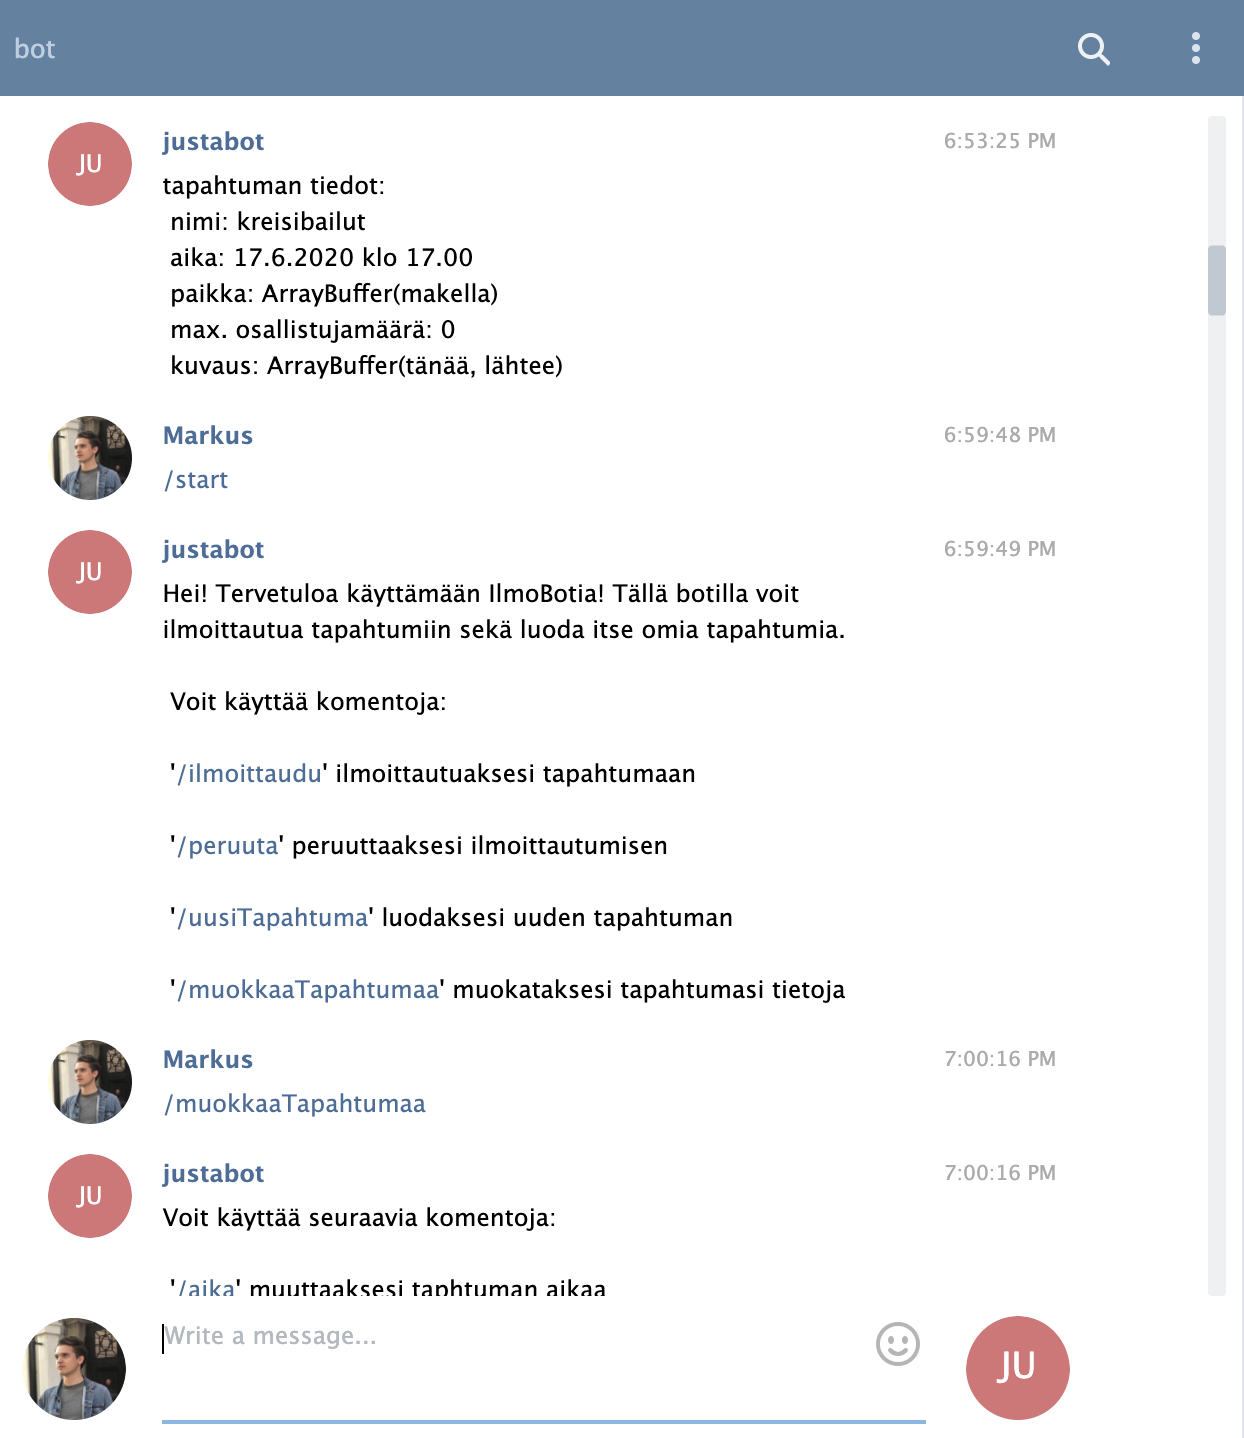 bot
justabot 6:53:25 PM
JU
tapahtuman tiedot:
nimi: kreisibailut
aika: 17.6.2020 klo 17.00
paikka: ArrayBuffer(makella)
max. osallistujamäärä: 0
kuvaus: ArrayBuffer(tänää, lähtee)
Markus 6:59:48 PM
/start
justabot 6:59:49 PM
JU
Hei! Tervetuloa käyttämään IlmoBotia! Tällä botilla voit
ilmoittautua tapahtumiin sekä luoda itse omia tapahtumia.
Voit käyttää komentoja:
'/ilmoittaudu' ilmoittautuaksesi tapahtumaan
'/peruuta' peruuttaaksesi ilmoittautumisen
'/uusiTapahtuma' luodaksesi uuden tapahtuman
'/muokkaaTapahtumaa' muokataksesi tapahtumasi tietoja
Markus 7:00:16 PM
/muokkaaTapahtumaa
justabot 7:00:16 PM
JU
Voit käyttää seuraavia komentoja:
'/aika' muuttaaksesi taphtuman aikaa
Write a message...
JU